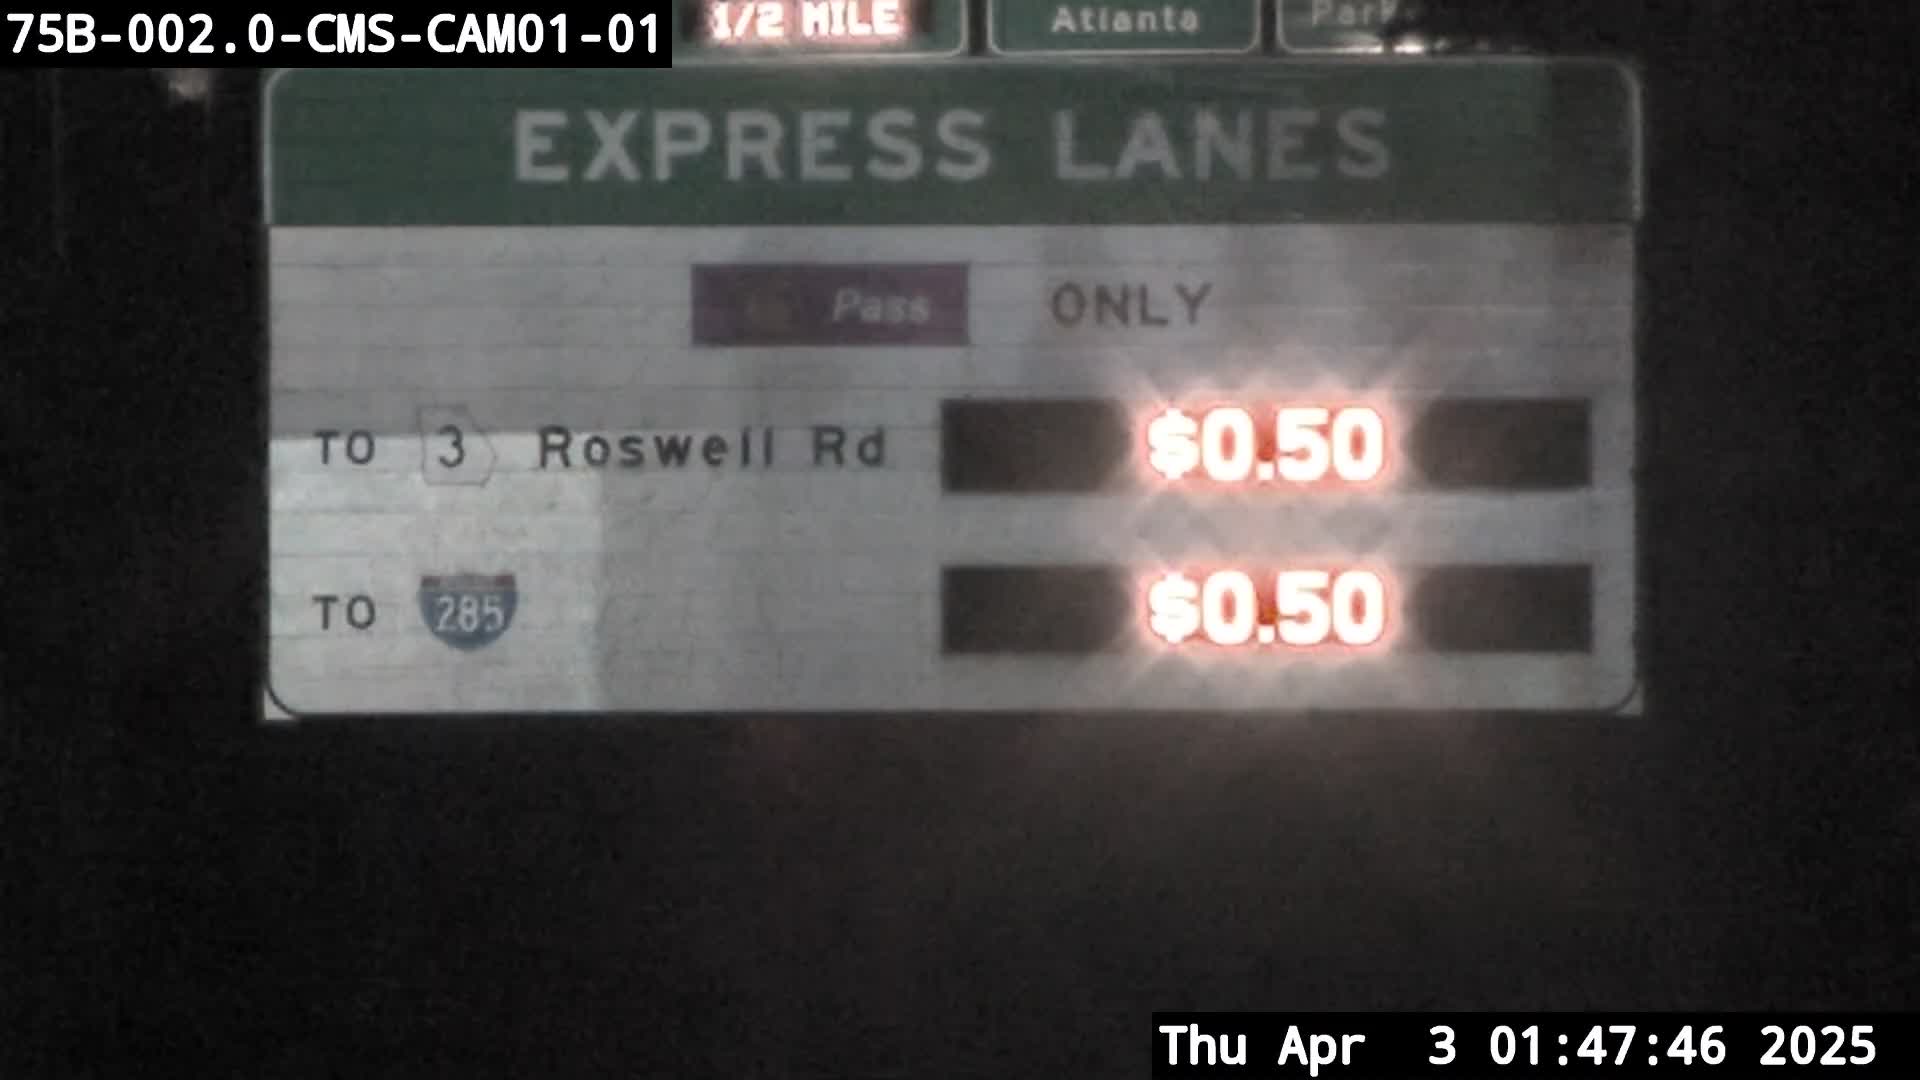 75B-002.0-CMS-CAM01-01
1/2 MILE
Atlanta
Park
EXPRESS LANES
Pass ONLY
TO 3 Roswell Rd $0.50
TO 285 $0.50
Thu Apr 3 01:47:46 2025